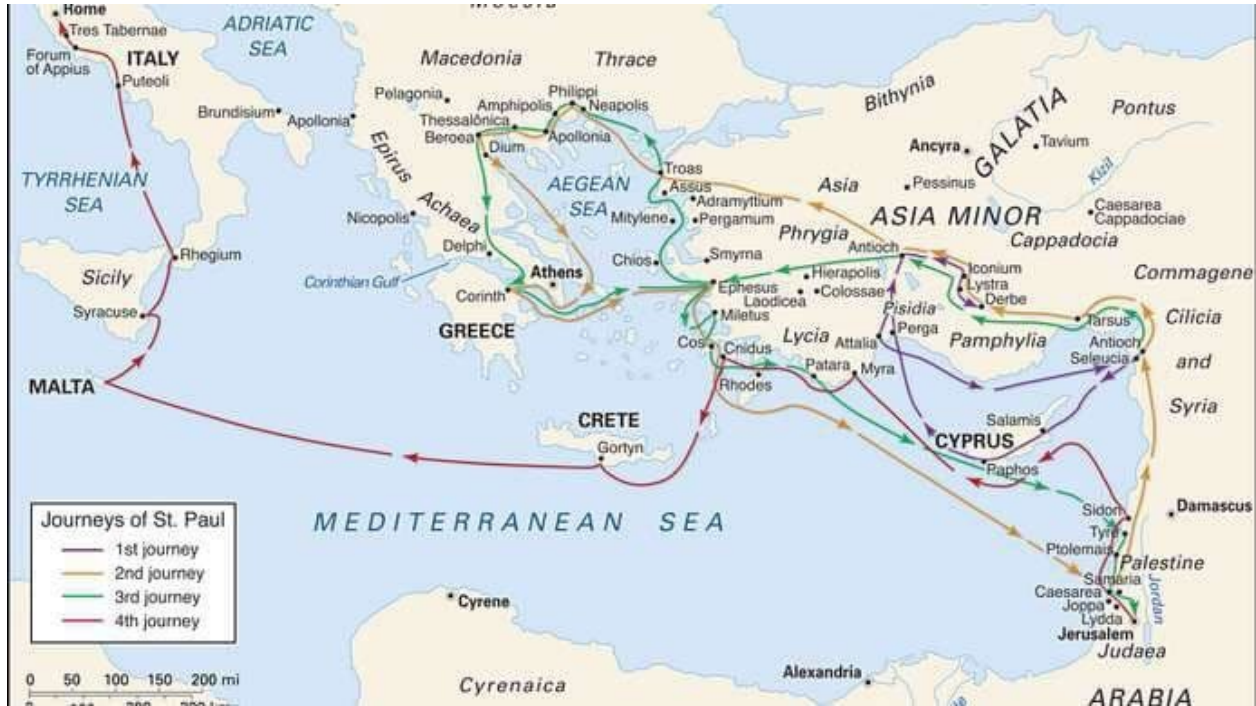 Moesia
Rome
Tres Tabernae
Forum
of Appius
ITALY
Puteoli
ADRIATIC
SEA
Brundisium
Apollonia
TYRRHENIAN
SEA
Rhegium
Sicily
Syracuse
MALTA
Macedonia
Thrace
Pelagonia
Philippi
Amphipolis
Neapolis
Thessalônica
Beroea
Apollonia
Dium
Epirus
Achaea
Nicopolis
Delphi
Corinthian Gulf
Athens
Corinth
GREECE
AEGEAN
SEA
Troas
Assus
Adramyttium
Mitylene
Pergamum
Chios
Smyrna
Ephesus
Miletus
Cos
Cnidus
Rhodes
CRETE
Gortyn
Bithynia
GALATIA
Pontus
Ancyra
Tavium
Kizil
Pessinus
Asia
ASIA MINOR
Caesarea
Cappadociae
Phrygia
Cappadocia
Antioch
Commagene
Hierapolis
Laodicea
Colossae
Iconium
Lystra
Derbe
Pisidia
Perga
Attalia
Lycia
Pamphylia
Tarsus
Cilicia
Antioch
Seleucia
and
Syria
Patara
Myra
Salamis
CYPRUS
Paphos
Sidon
Damascus
Tyre
Ptolemais
Palestine
Samaria
Caesarea
Joppa
Lydda
Jordan
Jerusalem
Judaea
ARABIA
MEDITERRANEAN SEA
Cyrene
Cyrenaica
Alexandria
Journeys of St. Paul
1st journey
2nd journey
3rd journey
4th journey
0 50 100 150 200 mi